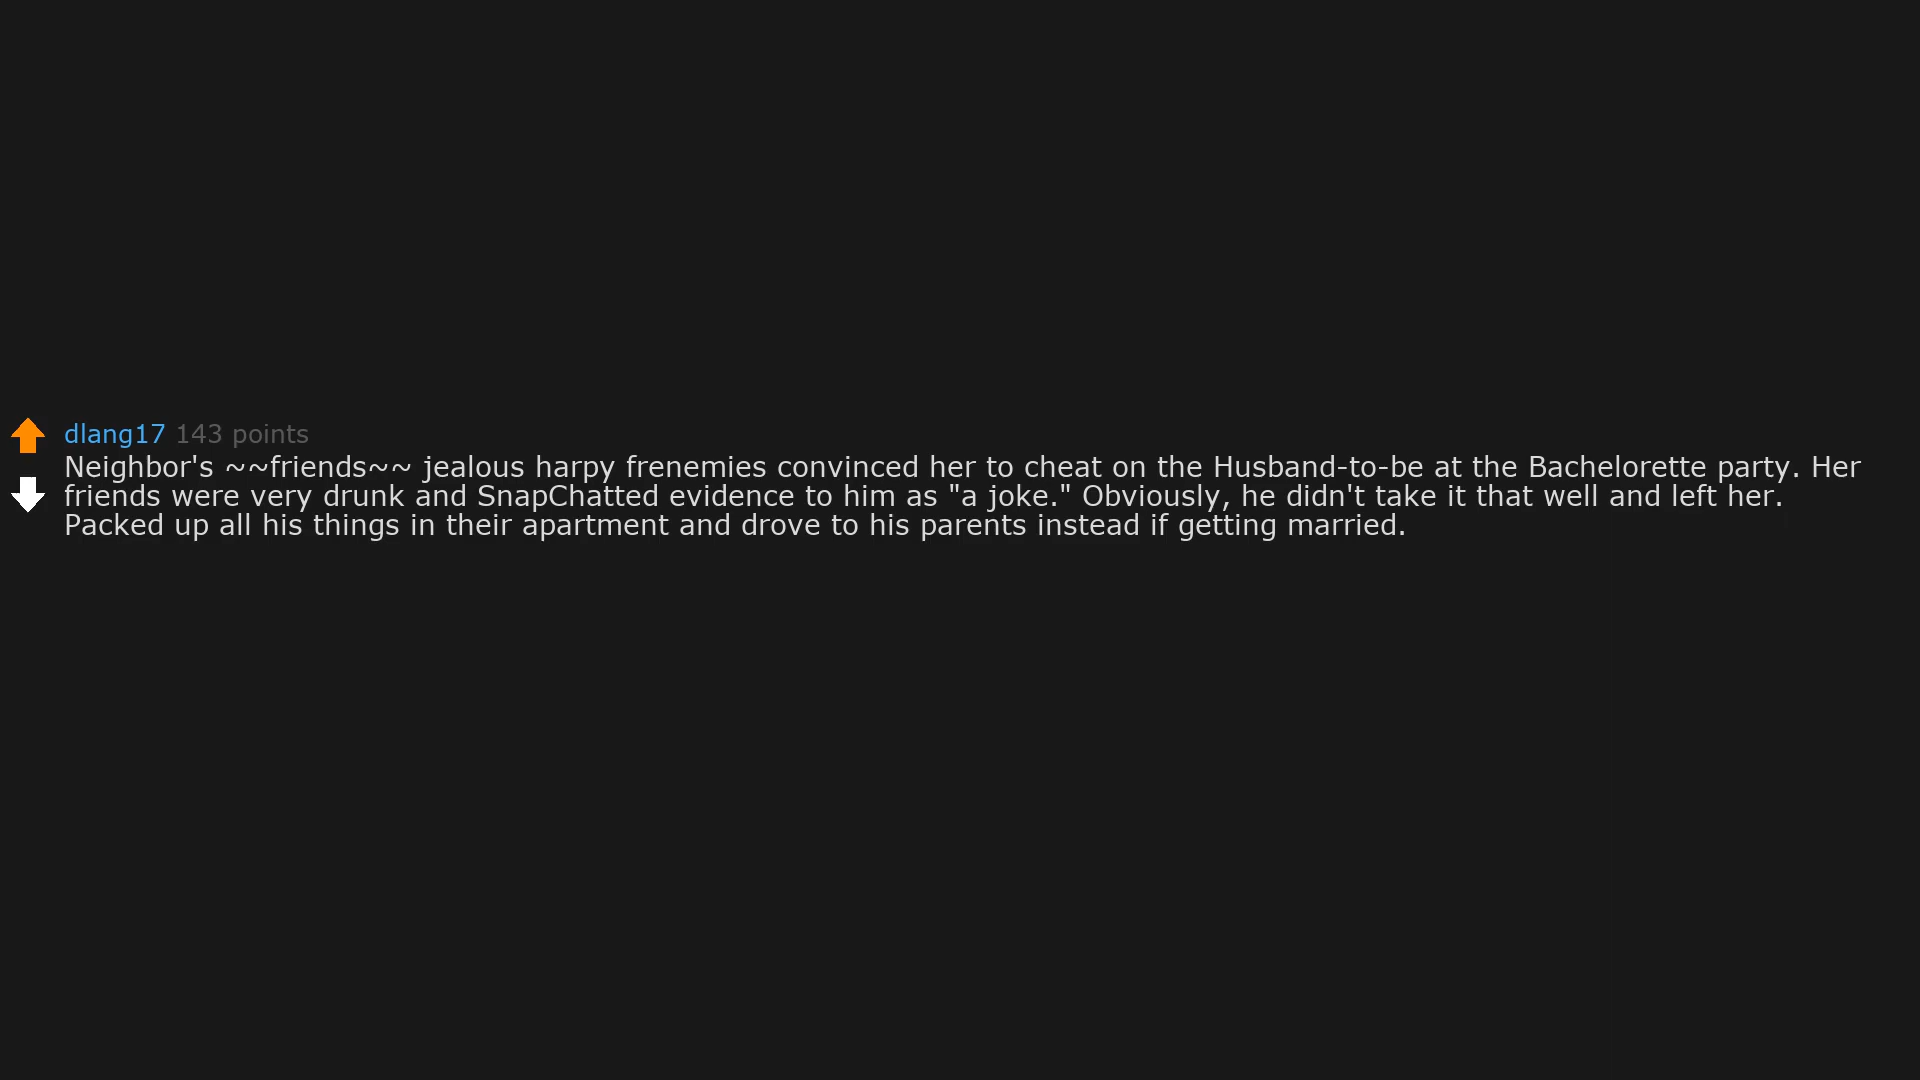 dlang17 143 points
Neighbor's ~~friends~~ jealous harpy frenemies convinced her to cheat on the Husband-to-be at the Bachelorette party. Her
friends were very drunk and SnapChatted evidence to him as "a joke." Obviously, he didn't take it that well and left her.
Packed up all his things in their apartment and drove to his parents instead if getting married.